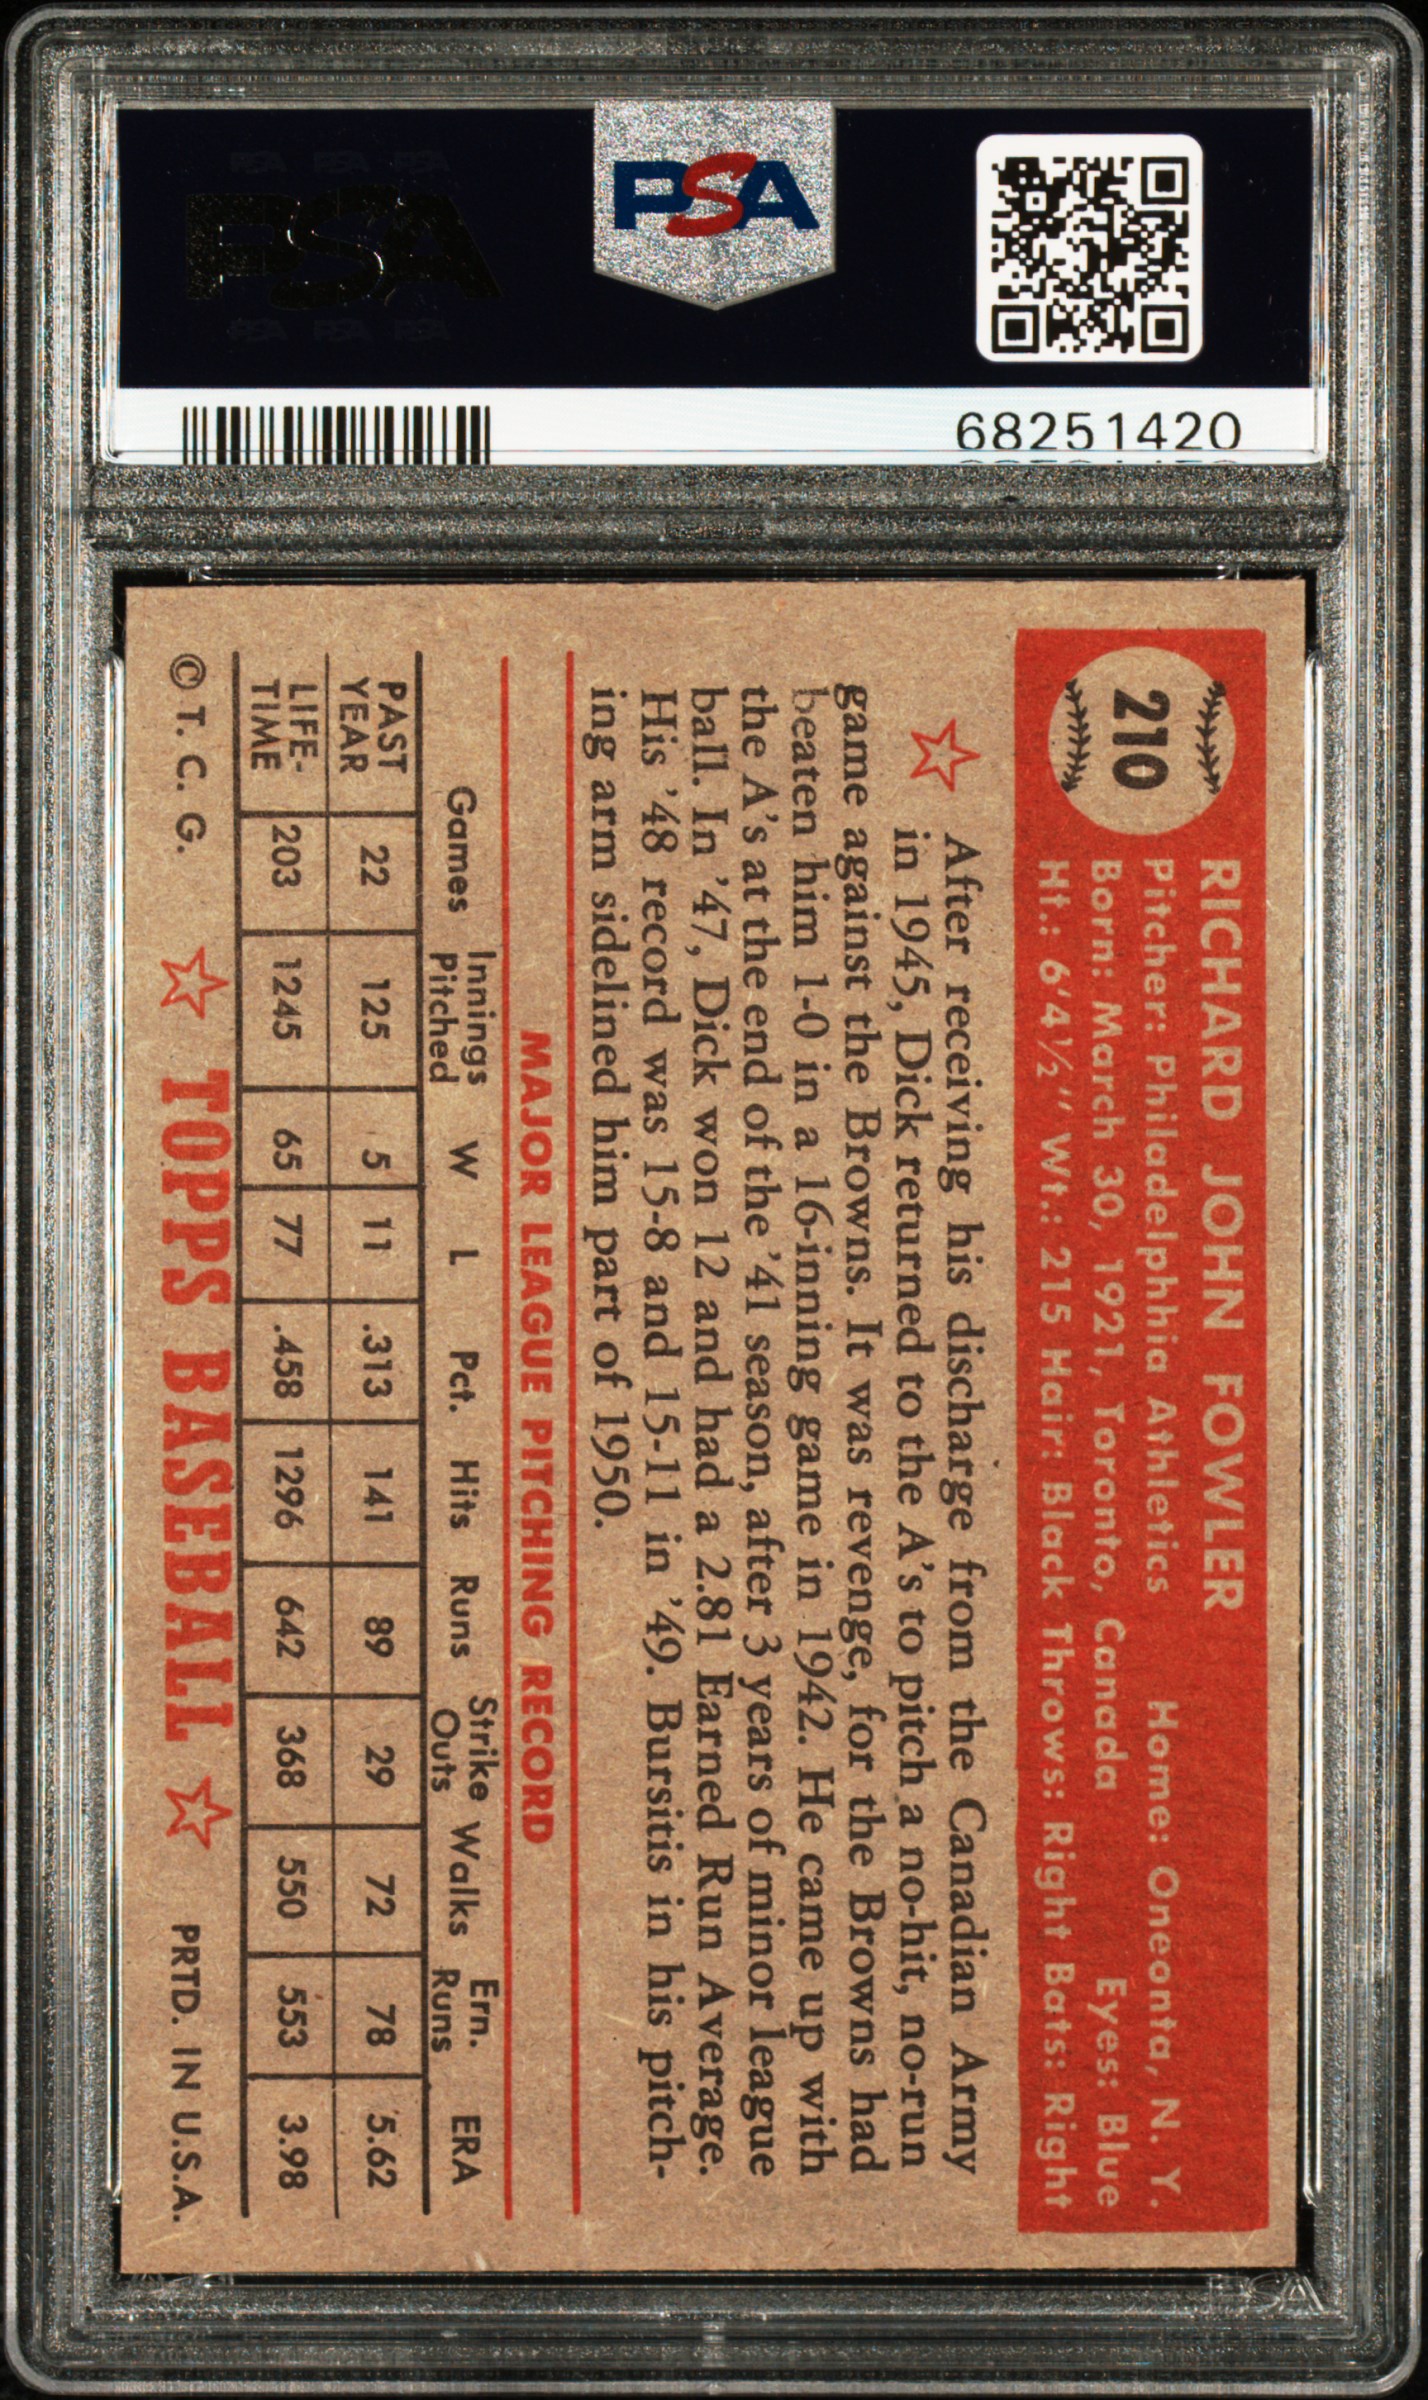 PSA
68251420
210
RICHARD JOHN FOWLER
Pitcher: Philadelphhia Athletics Home: Oneonta, N. Y.
Born: March 30, 1921, Toronto, Canada Eyes: Blue
Ht.: 6'4½" Wt.: 215 Hair: Black Throws: Right Bats: Right
After receiving his discharge from the Canadian Army
in 1945, Dick returned to the A's to pitch a no-hit, no-run
game against the Browns. It was revenge, for the Browns had
beaten him 1-0 in a 16-inning game in 1942. He came up with
the A's at the end of the '41 season, after 3 years of minor league
ball. In '47, Dick won 12 and had a 2.81 Earned Run Average.
His '48 record was 15-8 and 15-11 in '49. Bursitis in his pitch-
ing arm sidelined him part of 1950.
MAJOR LEAGUE PITCHING RECORD
Games Innings Pitched W L Pct. Hits Runs Strike Outs Walks Ern. Runs ERA
PAST YEAR 22 125 5 11 .313 141 89 29 72 78 5.62
LIFE-TIME 203 1245 65 77 .458 1296 642 368 550 553 3.98
© T. C. G. TOPPS BASEBALL PRTD. IN U.S.A.
PSA